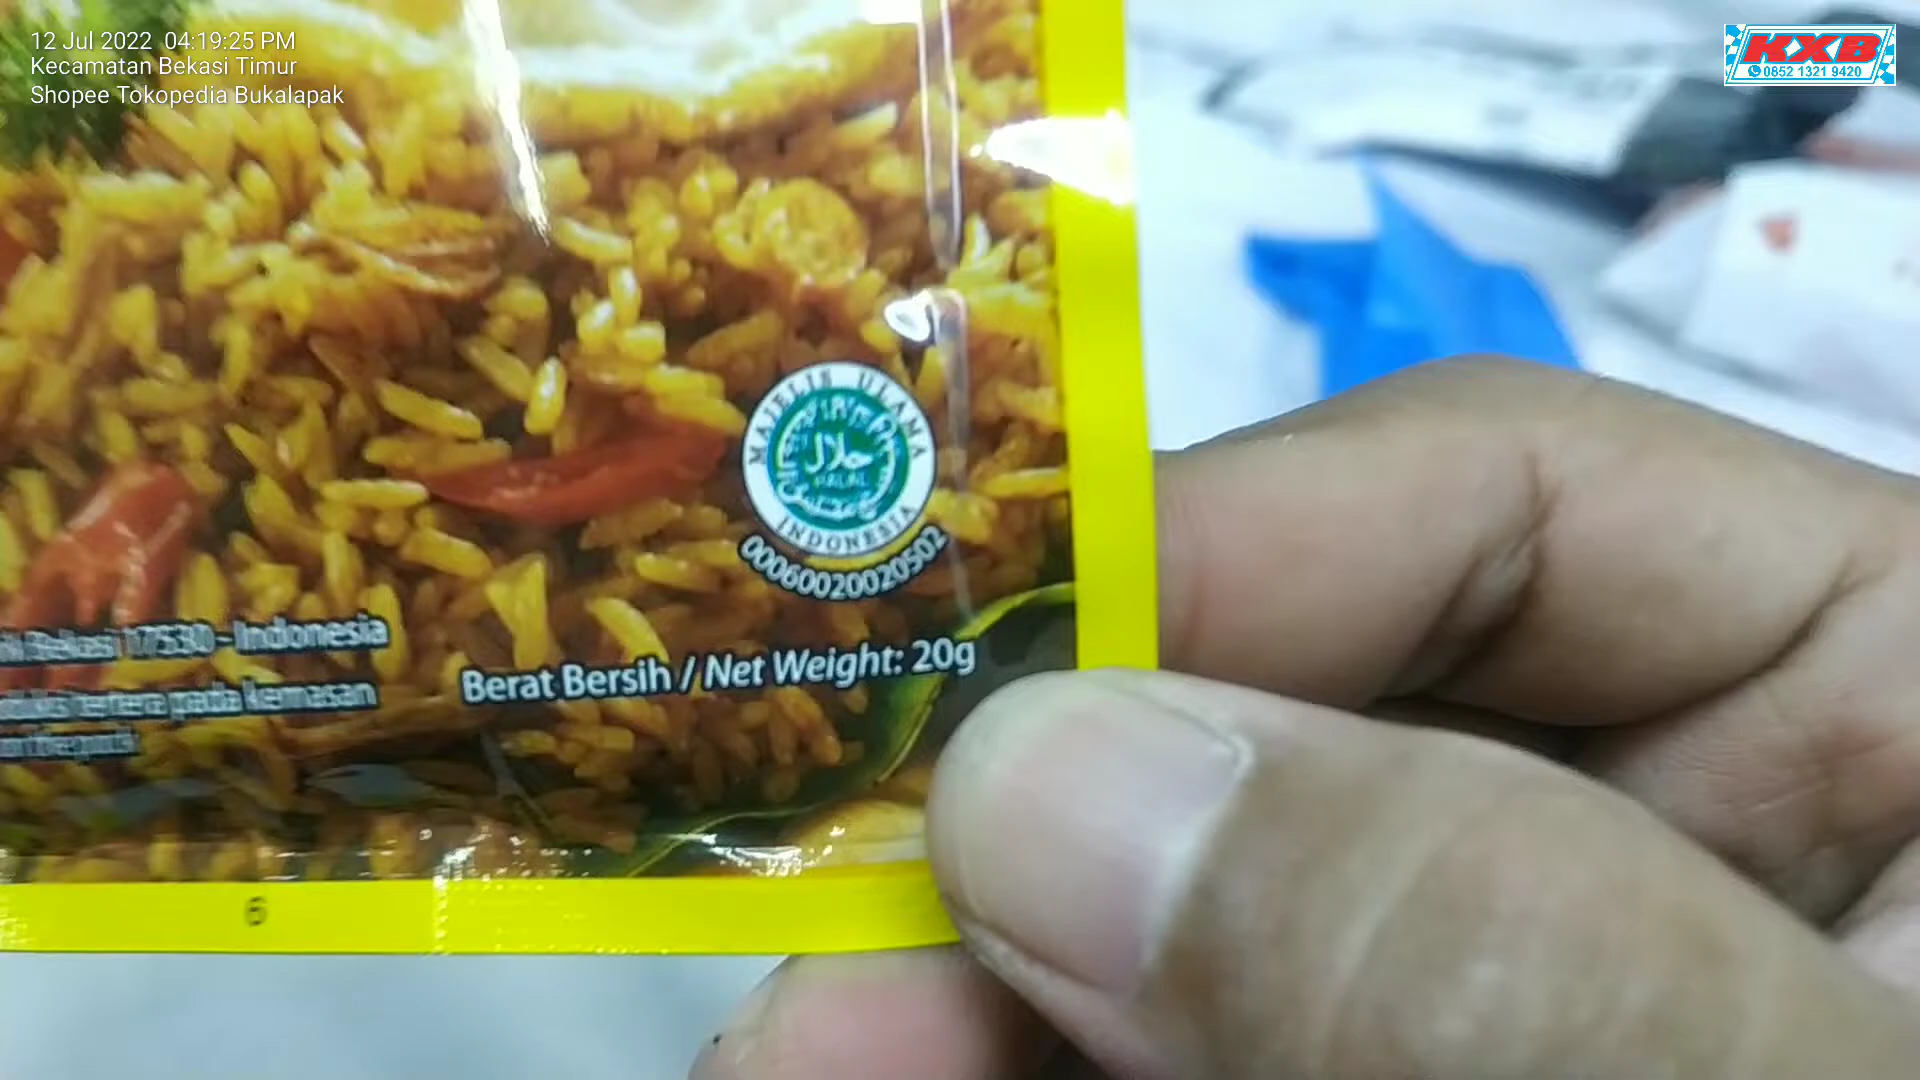 12 Jul 2022 04:19:25 PM
Kecamatan Bekasi Timur
Shopee Tokopedia Bukalapak
KXB
0852 1321 9420
MAJELIS ULAMA
حلال
HALAL
INDONESIA
00060020020502
Bekasi 17530 - Indonesia
tertera pada kemasan
Berat Bersih / Net Weight: 20g
6